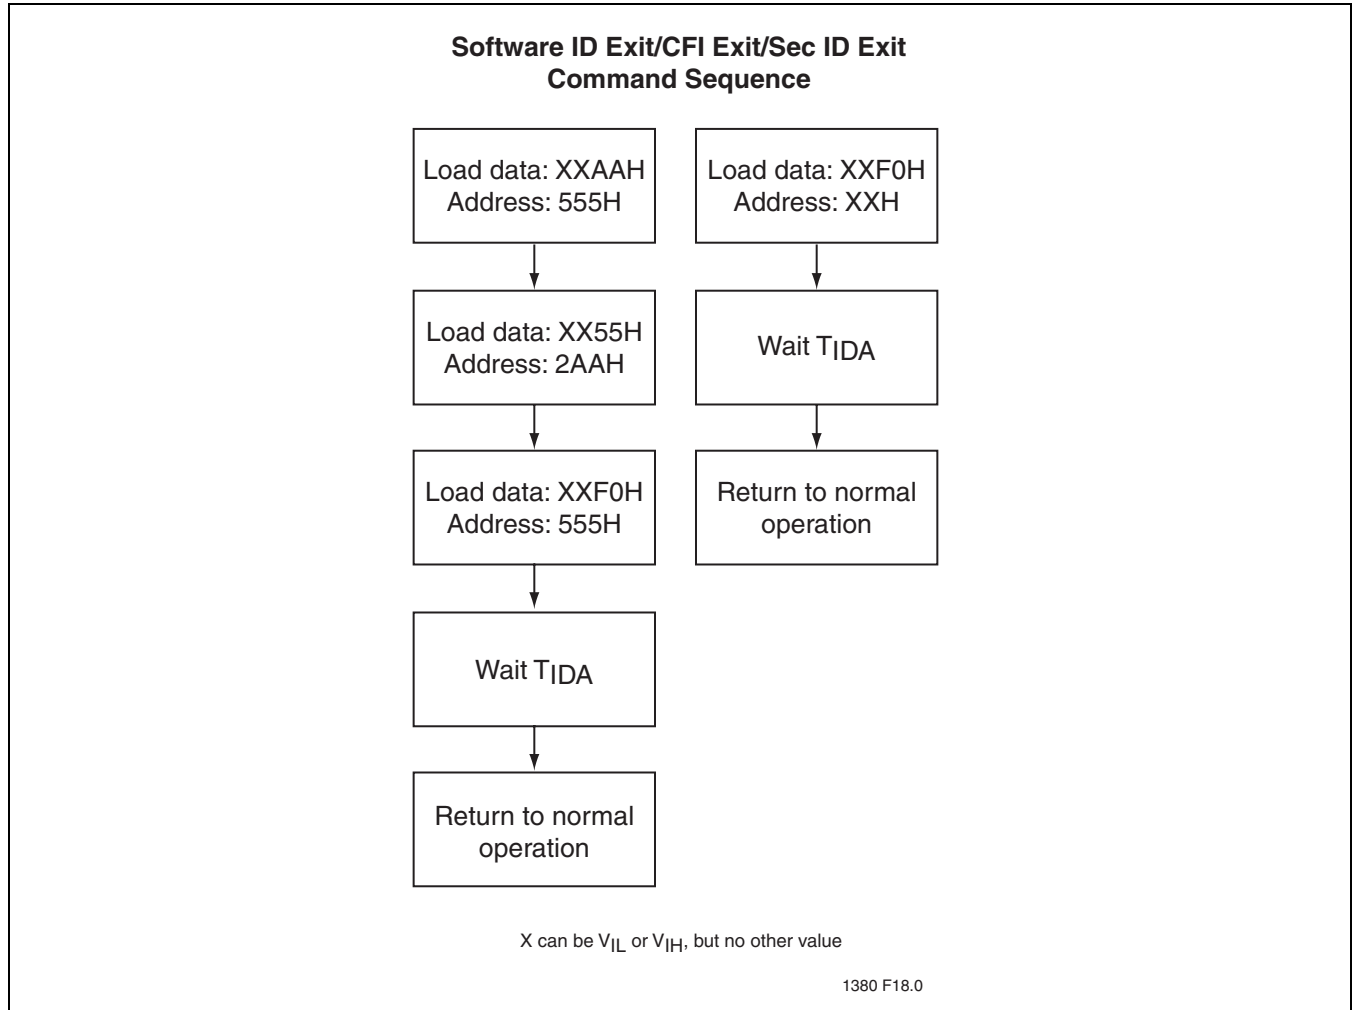 Software ID Exit/CFI Exit/Sec ID Exit
Command Sequence
Load data: XXAAH
Address: 555H
Load data: XX55H
Address: 2AAH
Load data: XXF0H
Address: 555H
Wait TIDA
Return to normal
operation
Load data: XXF0H
Address: XXH
Wait TIDA
Return to normal
operation
X can be VIL or VIH, but no other value
1380 F18.0